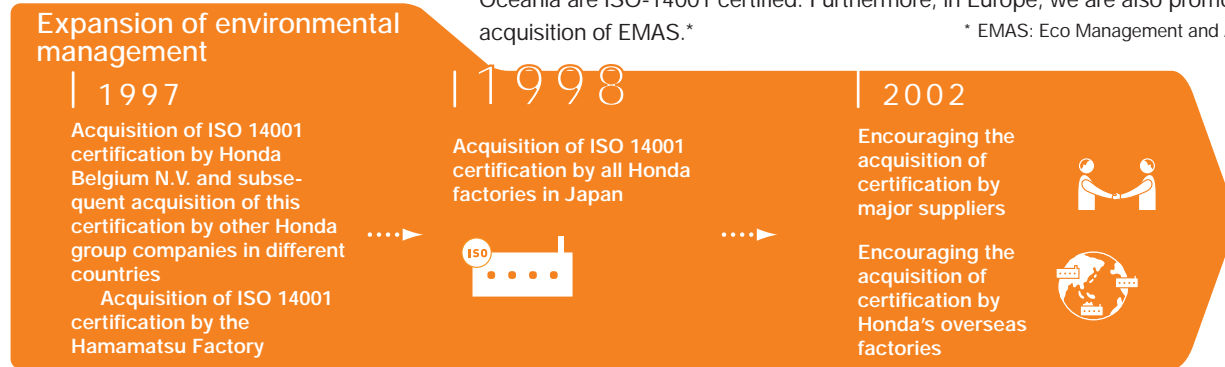 Oceania are ISO-14001 certified. Furthermore, in Europe, we are also
acquisition of EMAS.*
* EMAS: Eco Management and
Expansion of environmental
management
1997
Acquisition of ISO 14001
certification by Honda
Belgium N.V. and subse-
quent acquisition of this
certification by other Honda
group companies in different
countries
Acquisition of ISO 14001
certification by the
Hamamatsu Factory
1998
Acquisition of ISO 14001
certification by all Honda
factories in Japan
ISO
2002
Encouraging the
acquisition of
certification by
major suppliers
Encouraging the
acquisition of
certification by
Honda's overseas
factories